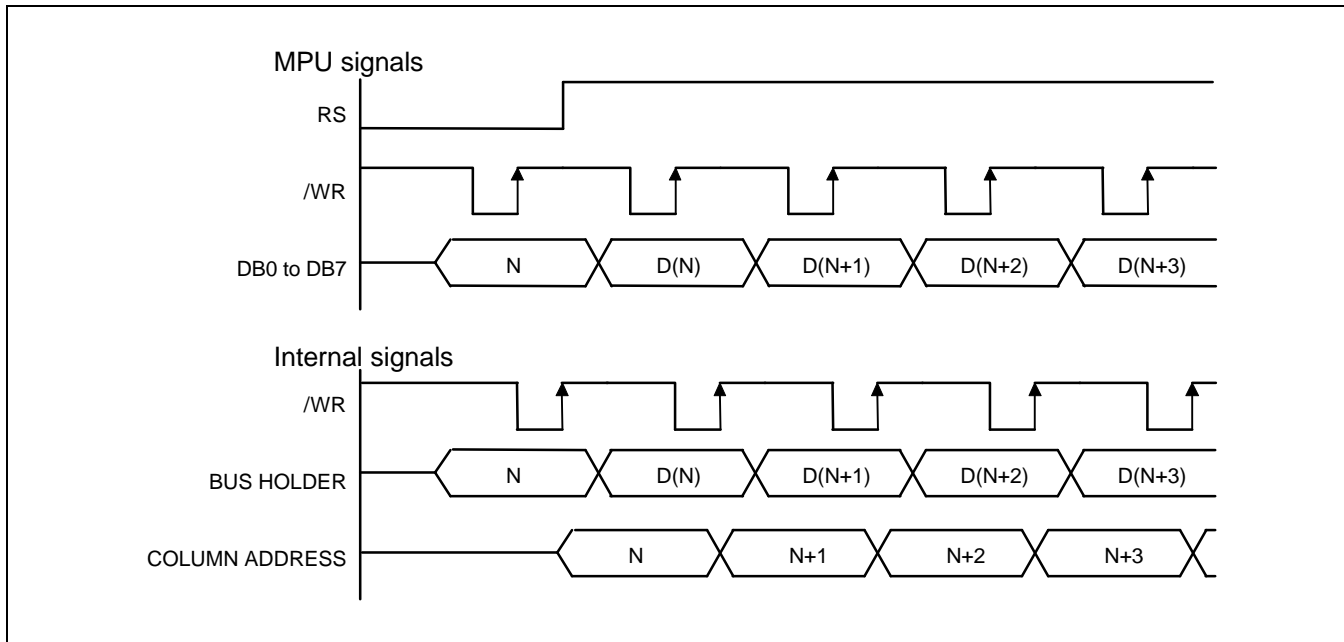 MPU signals
RS
/WR
DB0 to DB7 N D(N) D(N+1) D(N+2) D(N+3)
Internal signals
/WR
BUS HOLDER N D(N) D(N+1) D(N+2) D(N+3)
COLUMN ADDRESS N N+1 N+2 N+3